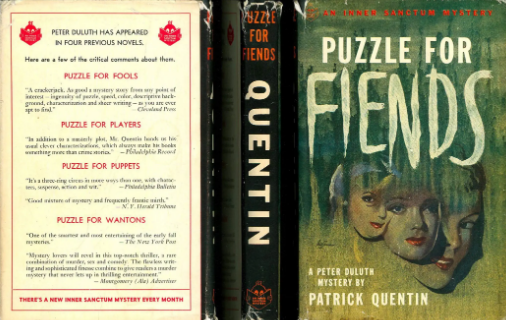 PETER DULUTH HAS APPEARED
IN FOUR PREVIOUS NOVELS.
Here are a few of the critical comments about them.
PUZZLE FOR FOOLS
"A crackerjack. As good a mystery story from any point of
interest — ingenuity of puzzle, speed, color, descriptive back-
ground, characterization and sheer writing — as you are ever
apt to find." — Cleveland Press
PUZZLE FOR PLAYERS
"In addition to a masterly plot, Mr. Quentin hands us his
usual clever characterizations, which always make his books
something more than crime stories." — Philadelphia Record
PUZZLE FOR PUPPETS
"It's a three-ring circus in more ways than one, with charac-
ters, suspense, action and wit." — Philadelphia Bulletin
"Good mixture of mystery and frequently frantic mirth."
— N. Y. Herald Tribune
PUZZLE FOR WANTONS
"One of the smartest and most entertaining of the early fall
mysteries." — The New York Post
"Mystery lovers will revel in this top-notch thriller, a rare
combination of murder, sex and comedy. The flawless writ-
ing and sophisticated finesse combine to give readers a murder
mystery that never lets up in thrilling entertainment."
— Montgomery (Ala) Advertiser
THERE'S A NEW INNER SANCTUM MYSTERY EVERY MONTH
PUZZLE
FOR
FIENDS
QUENTIN
AN INNER SANCTUM MYSTERY
PUZZLE FOR
FIENDS
A PETER DULUTH
MYSTERY BY
PATRICK QUENTIN